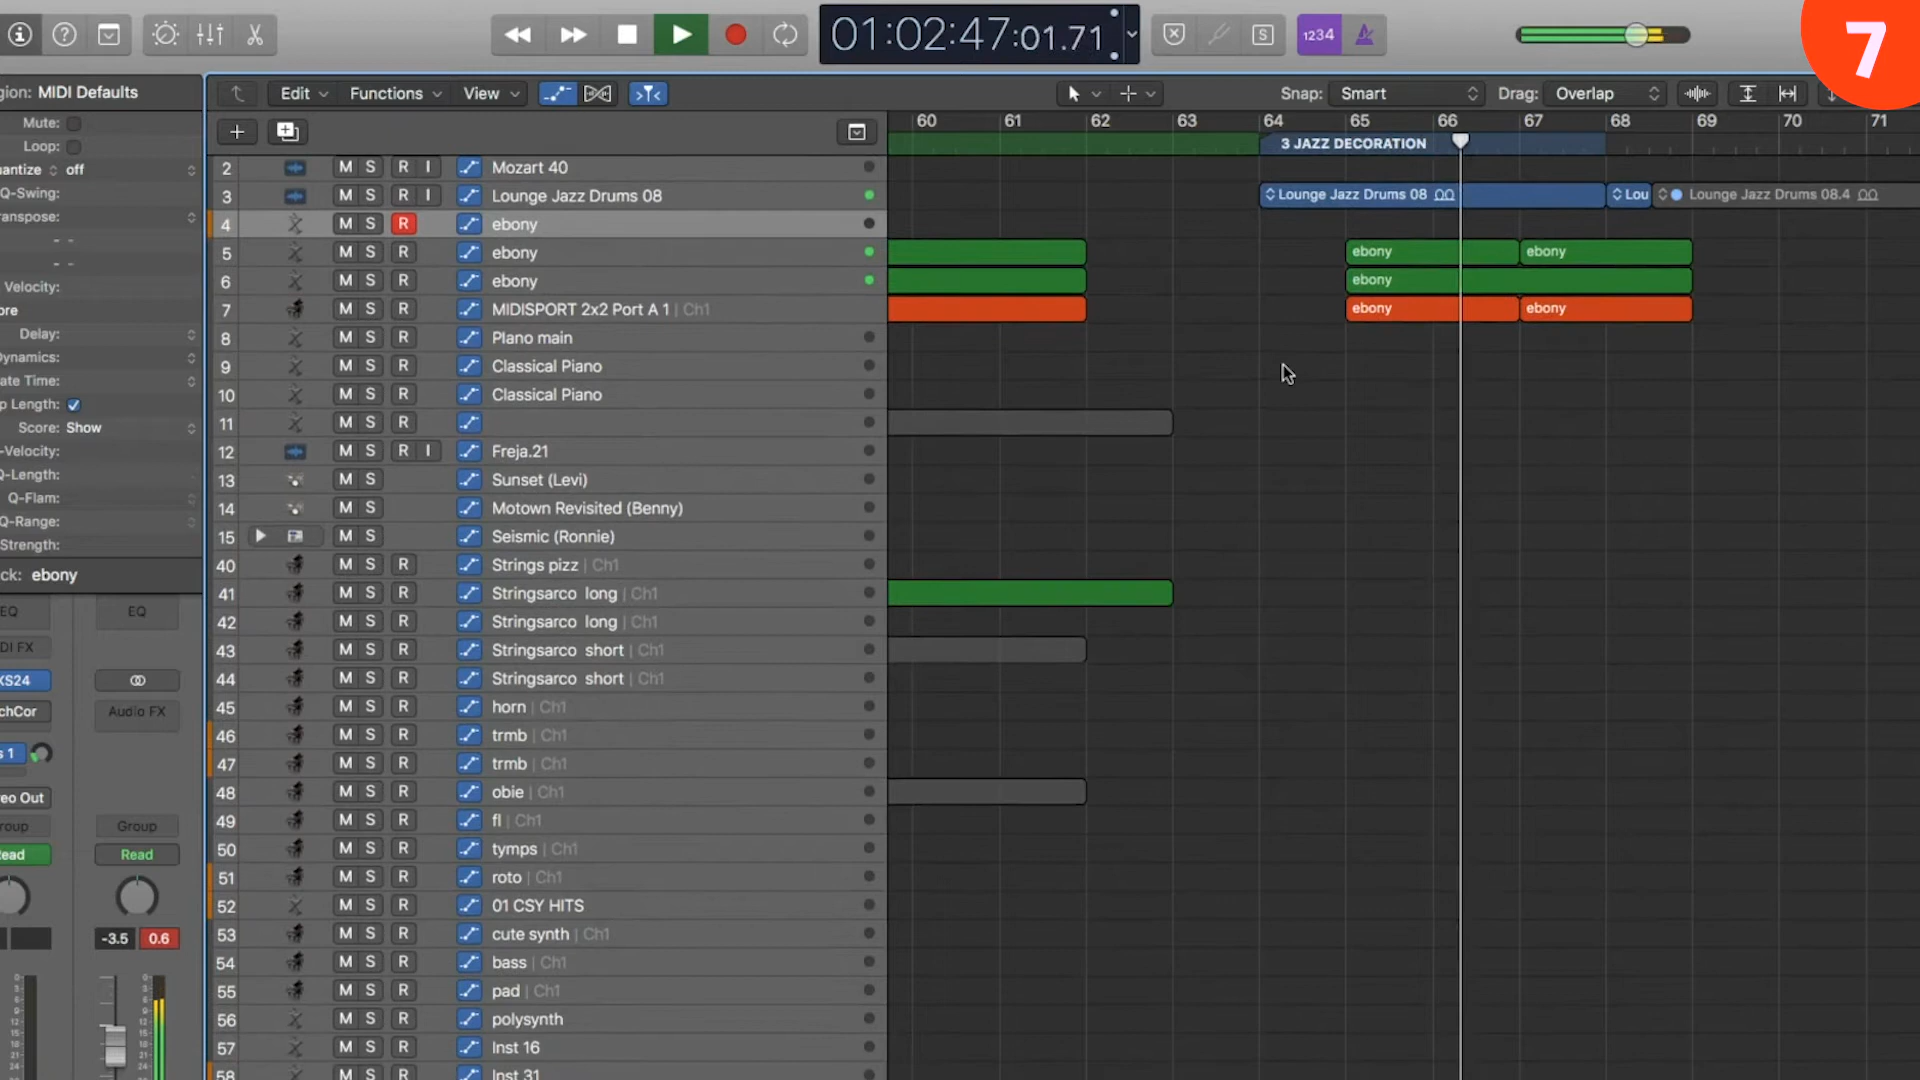 01:02:47:01.71
S
1234
7
gion: MIDI Defaults
Edit Functions View
Snap: Smart Drag: Overlap
Mute:
Loop:
antize off
Q-Swing:
anspose:
- -
- -
Velocity:
ore
Delay:
ynamics:
ate Time:
p Length:
Score: Show
-Velocity:
Q-Length:
Q-Flam:
Q-Range:
Strength:
ck: ebony
EQ EQ
DI FX
XS24
chCor Audio FX
s 1
reo Out
roup Group
ead Read
-3.5 0.6
60 61 62 63 64 65 66 67 68 69 70 71
3 JAZZ DECORATION
2 M S R I Mozart 40
3 M S R I Lounge Jazz Drums 08
Lounge Jazz Drums 08 Lou Lounge Jazz Drums 08.4
4 M S R ebony
5 M S R ebony ebony ebony
6 M S R ebony ebony
7 M S R MIDISPORT 2x2 Port A 1 | Ch1 ebony ebony
8 M S R Plano main
9 M S R Classical Piano
10 M S R Classical Piano
11 M S R
12 M S R I Freja.21
13 M S Sunset (Levi)
14 M S Motown Revisited (Benny)
15 M S Seismic (Ronnie)
40 M S R Strings pizz | Ch1
41 M S R Stringsarco long | Ch1
42 M S R Stringsarco long | Ch1
43 M S R Stringsarco short | Ch1
44 M S R Stringsarco short | Ch1
45 M S R horn | Ch1
46 M S R trmb | Ch1
47 M S R trmb | Ch1
48 M S R obie | Ch1
49 M S R fl | Ch1
50 M S R tymps | Ch1
51 M S R roto | Ch1
52 M S R 01 CSY HITS
53 M S R cute synth | Ch1
54 M S R bass | Ch1
55 M S R pad | Ch1
56 M S R polysynth
57 M S R Inst 16
58 M S R Inst 31